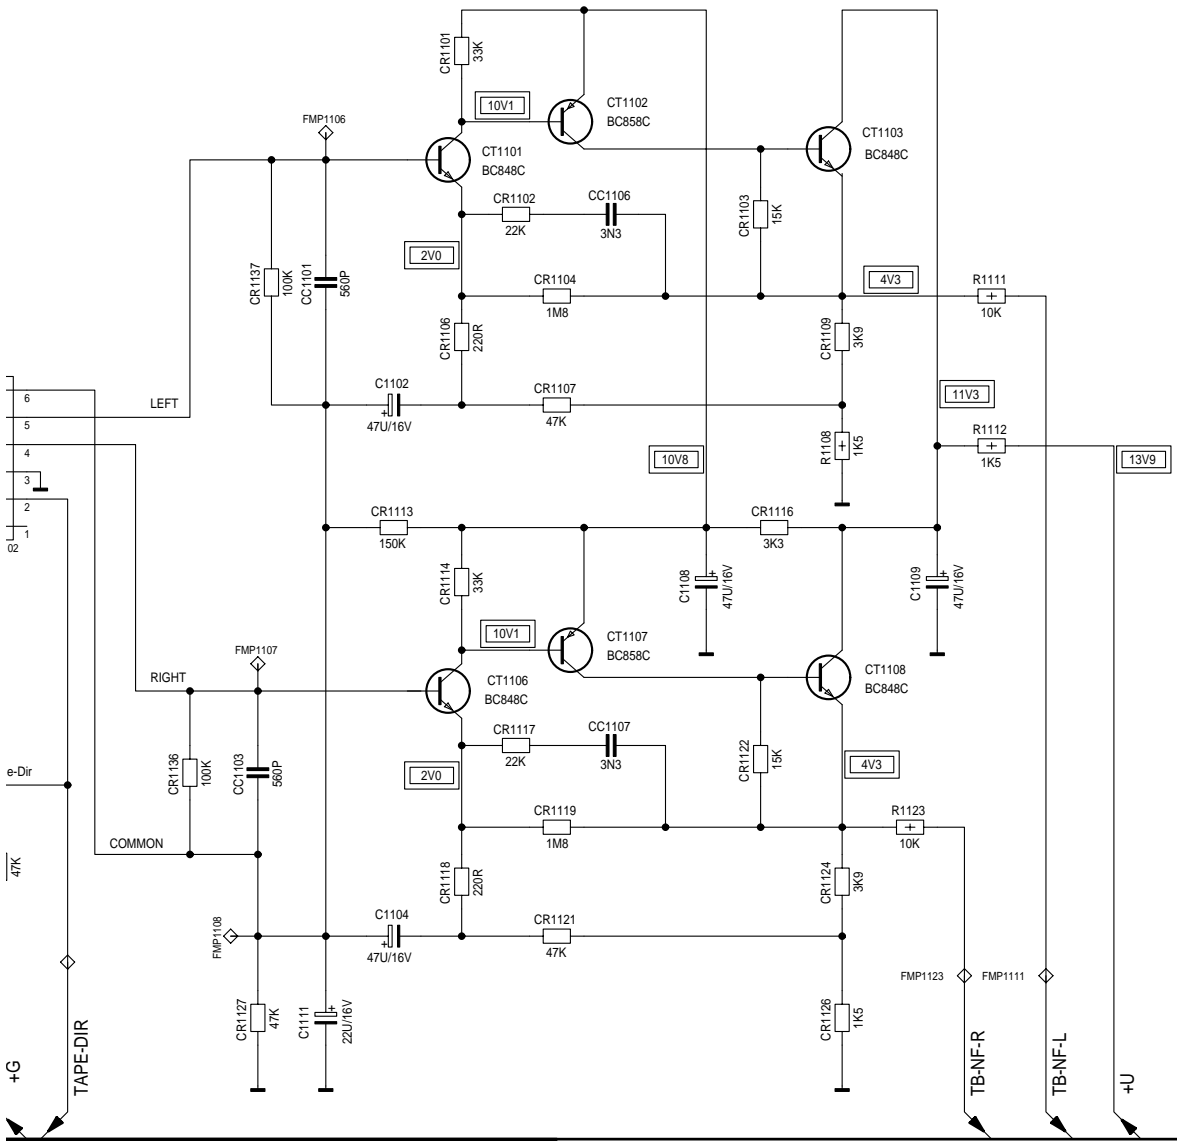 CR1101
33K
10V1
CT1102
BC858C
FMP1106
CT1103
BC848C
CT1101
BC848C
CR1102
22K
CC1106
3N3
CR1103
15K
2V0
CR1137
100K
CC1101
560P
CR1104
1M8
4V3
R1111
10K
CR1106
220R
CR1109
3K9
C1102
+
47U/16V
CR1107
47K
11V3
6
LEFT
5
4
3
2
1
02
R1108
1K5
10V8
R1112
1K5
13V9
CR1113
150K
CR1116
3K3
CR1114
33K
C1108
+
47U/16V
C1109
+
47U/16V
10V1
CT1107
BC858C
FMP1107
RIGHT
CT1106
BC848C
CT1108
BC848C
CR1117
22K
CC1107
3N3
CR1122
15K
2V0
4V3
e-Dir
CR1136
100K
CC1103
560P
CR1119
1M8
R1123
10K
COMMON
47K
CR1118
220R
CR1124
3K9
C1104
+
47U/16V
CR1121
47K
FMP1108
FMP1123
FMP1111
CR1127
47K
C1111
+
22U/16V
CR1126
1K5
+G
TAPE-DIR
TB-NF-R
TB-NF-L
+U